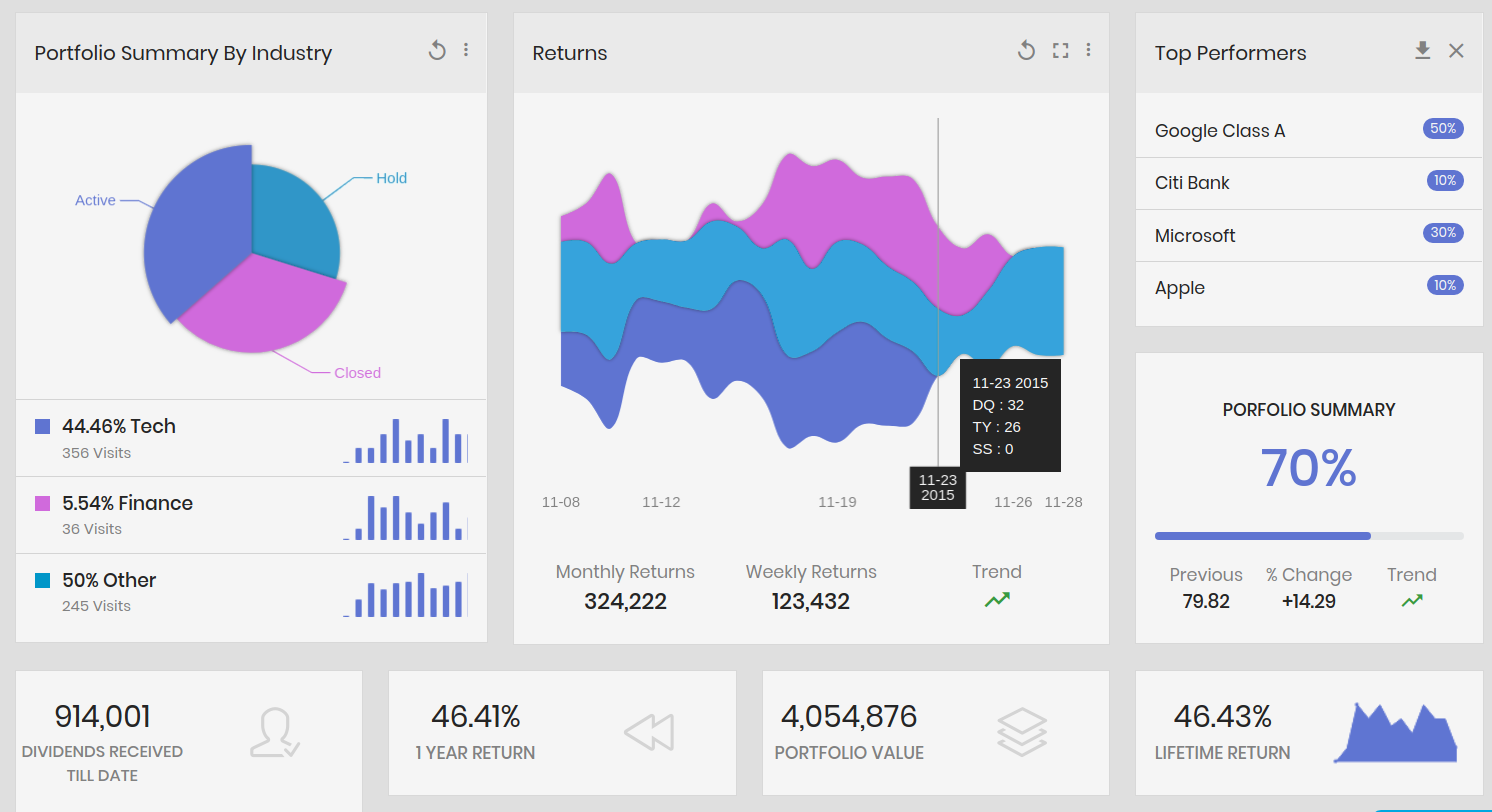 Portfolio Summary By Industry
Active
Hold
Closed
44.46% Tech
356 Visits
5.54% Finance
36 Visits
50% Other
245 Visits
Returns
11-23 2015
DQ : 32
TY : 26
SS : 0
11-08
11-12
11-19
11-23
2015
11-26
11-28
Monthly Returns
324,222
Weekly Returns
123,432
Trend
Top Performers
Google Class A
50%
Citi Bank
10%
Microsoft
30%
Apple
10%
PORFOLIO SUMMARY
70%
Previous
79.82
% Change
+14.29
Trend
914,001
DIVIDENDS RECEIVED
TILL DATE
46.41%
1 YEAR RETURN
4,054,876
PORTFOLIO VALUE
46.43%
LIFETIME RETURN